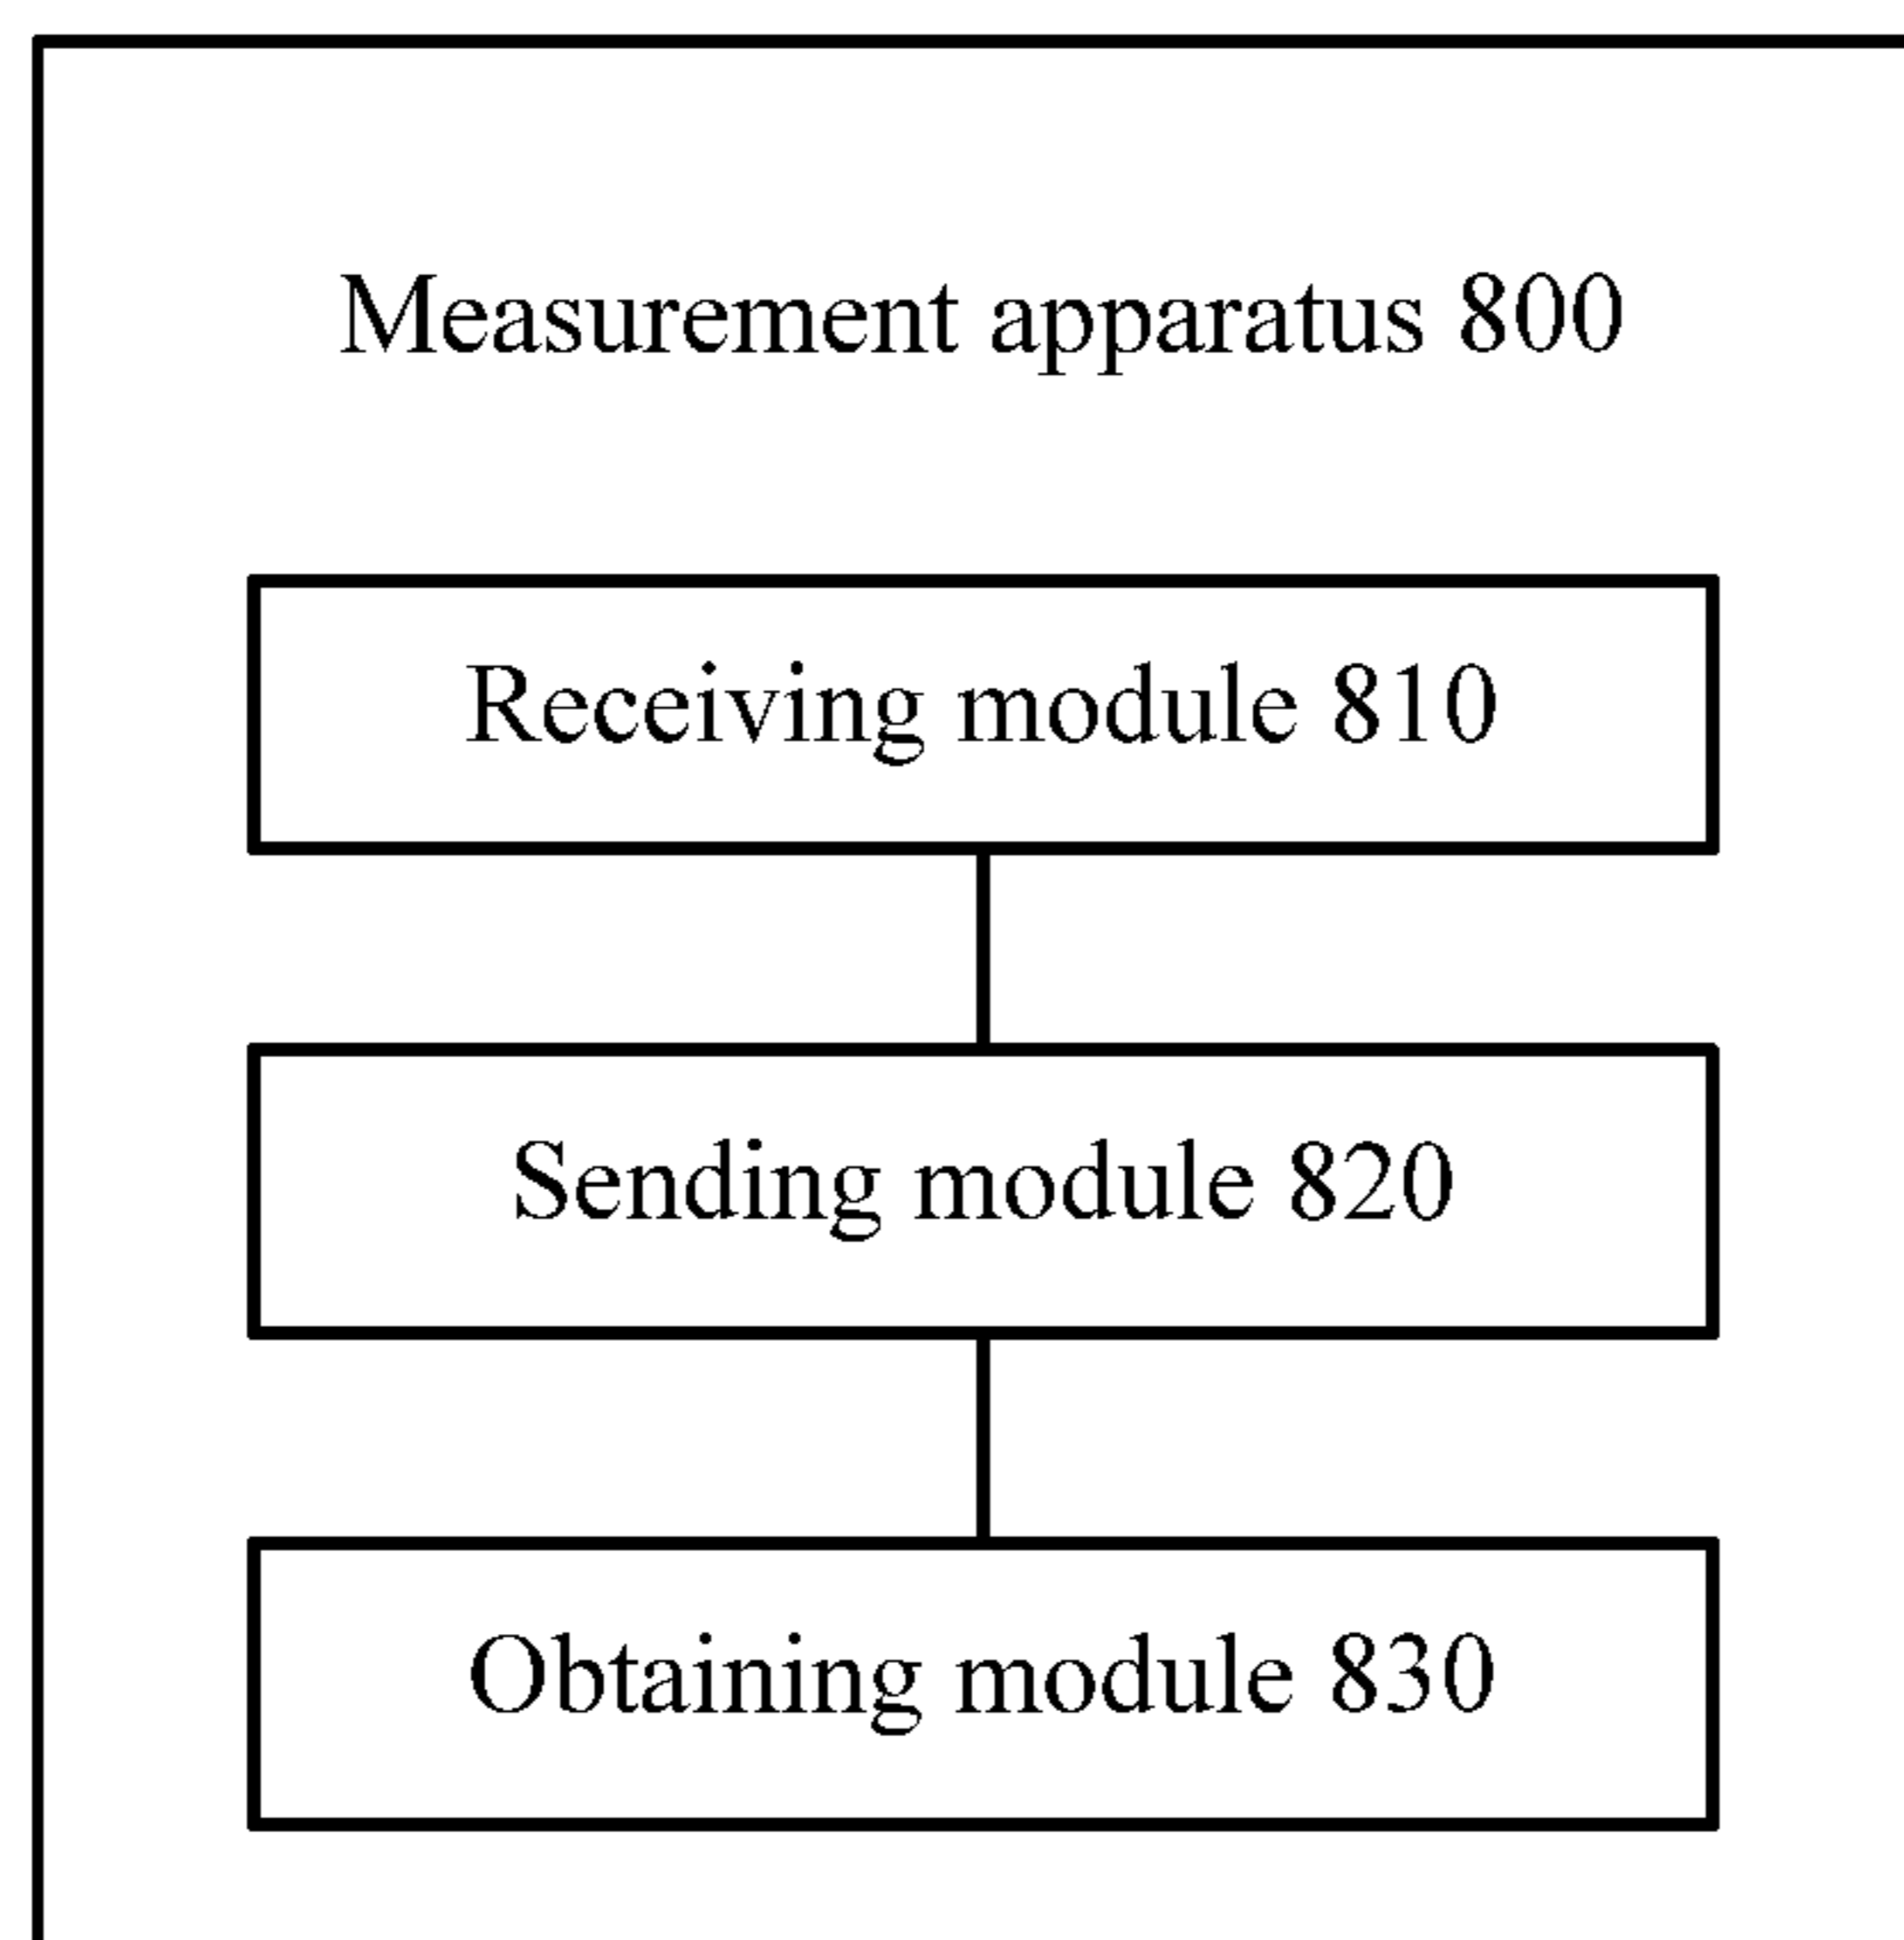 Measurement apparatus 800
Receiving module 810
Sending module 820
Obtaining module 830